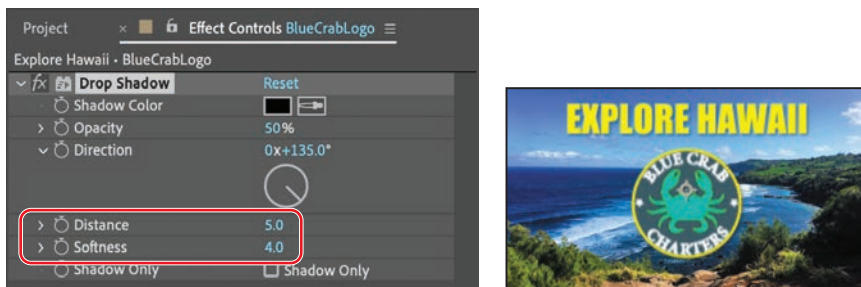 Project × Effect Controls BlueCrabLogo ≡
Explore Hawaii • BlueCrabLogo
fx Drop Shadow Reset
Shadow Color
Opacity 50%
Direction 0x+135.0°
Distance 5.0
Softness 4.0
Shadow Only Shadow Only
EXPLORE HAWAII
BLUE CRAB
CHARTERS